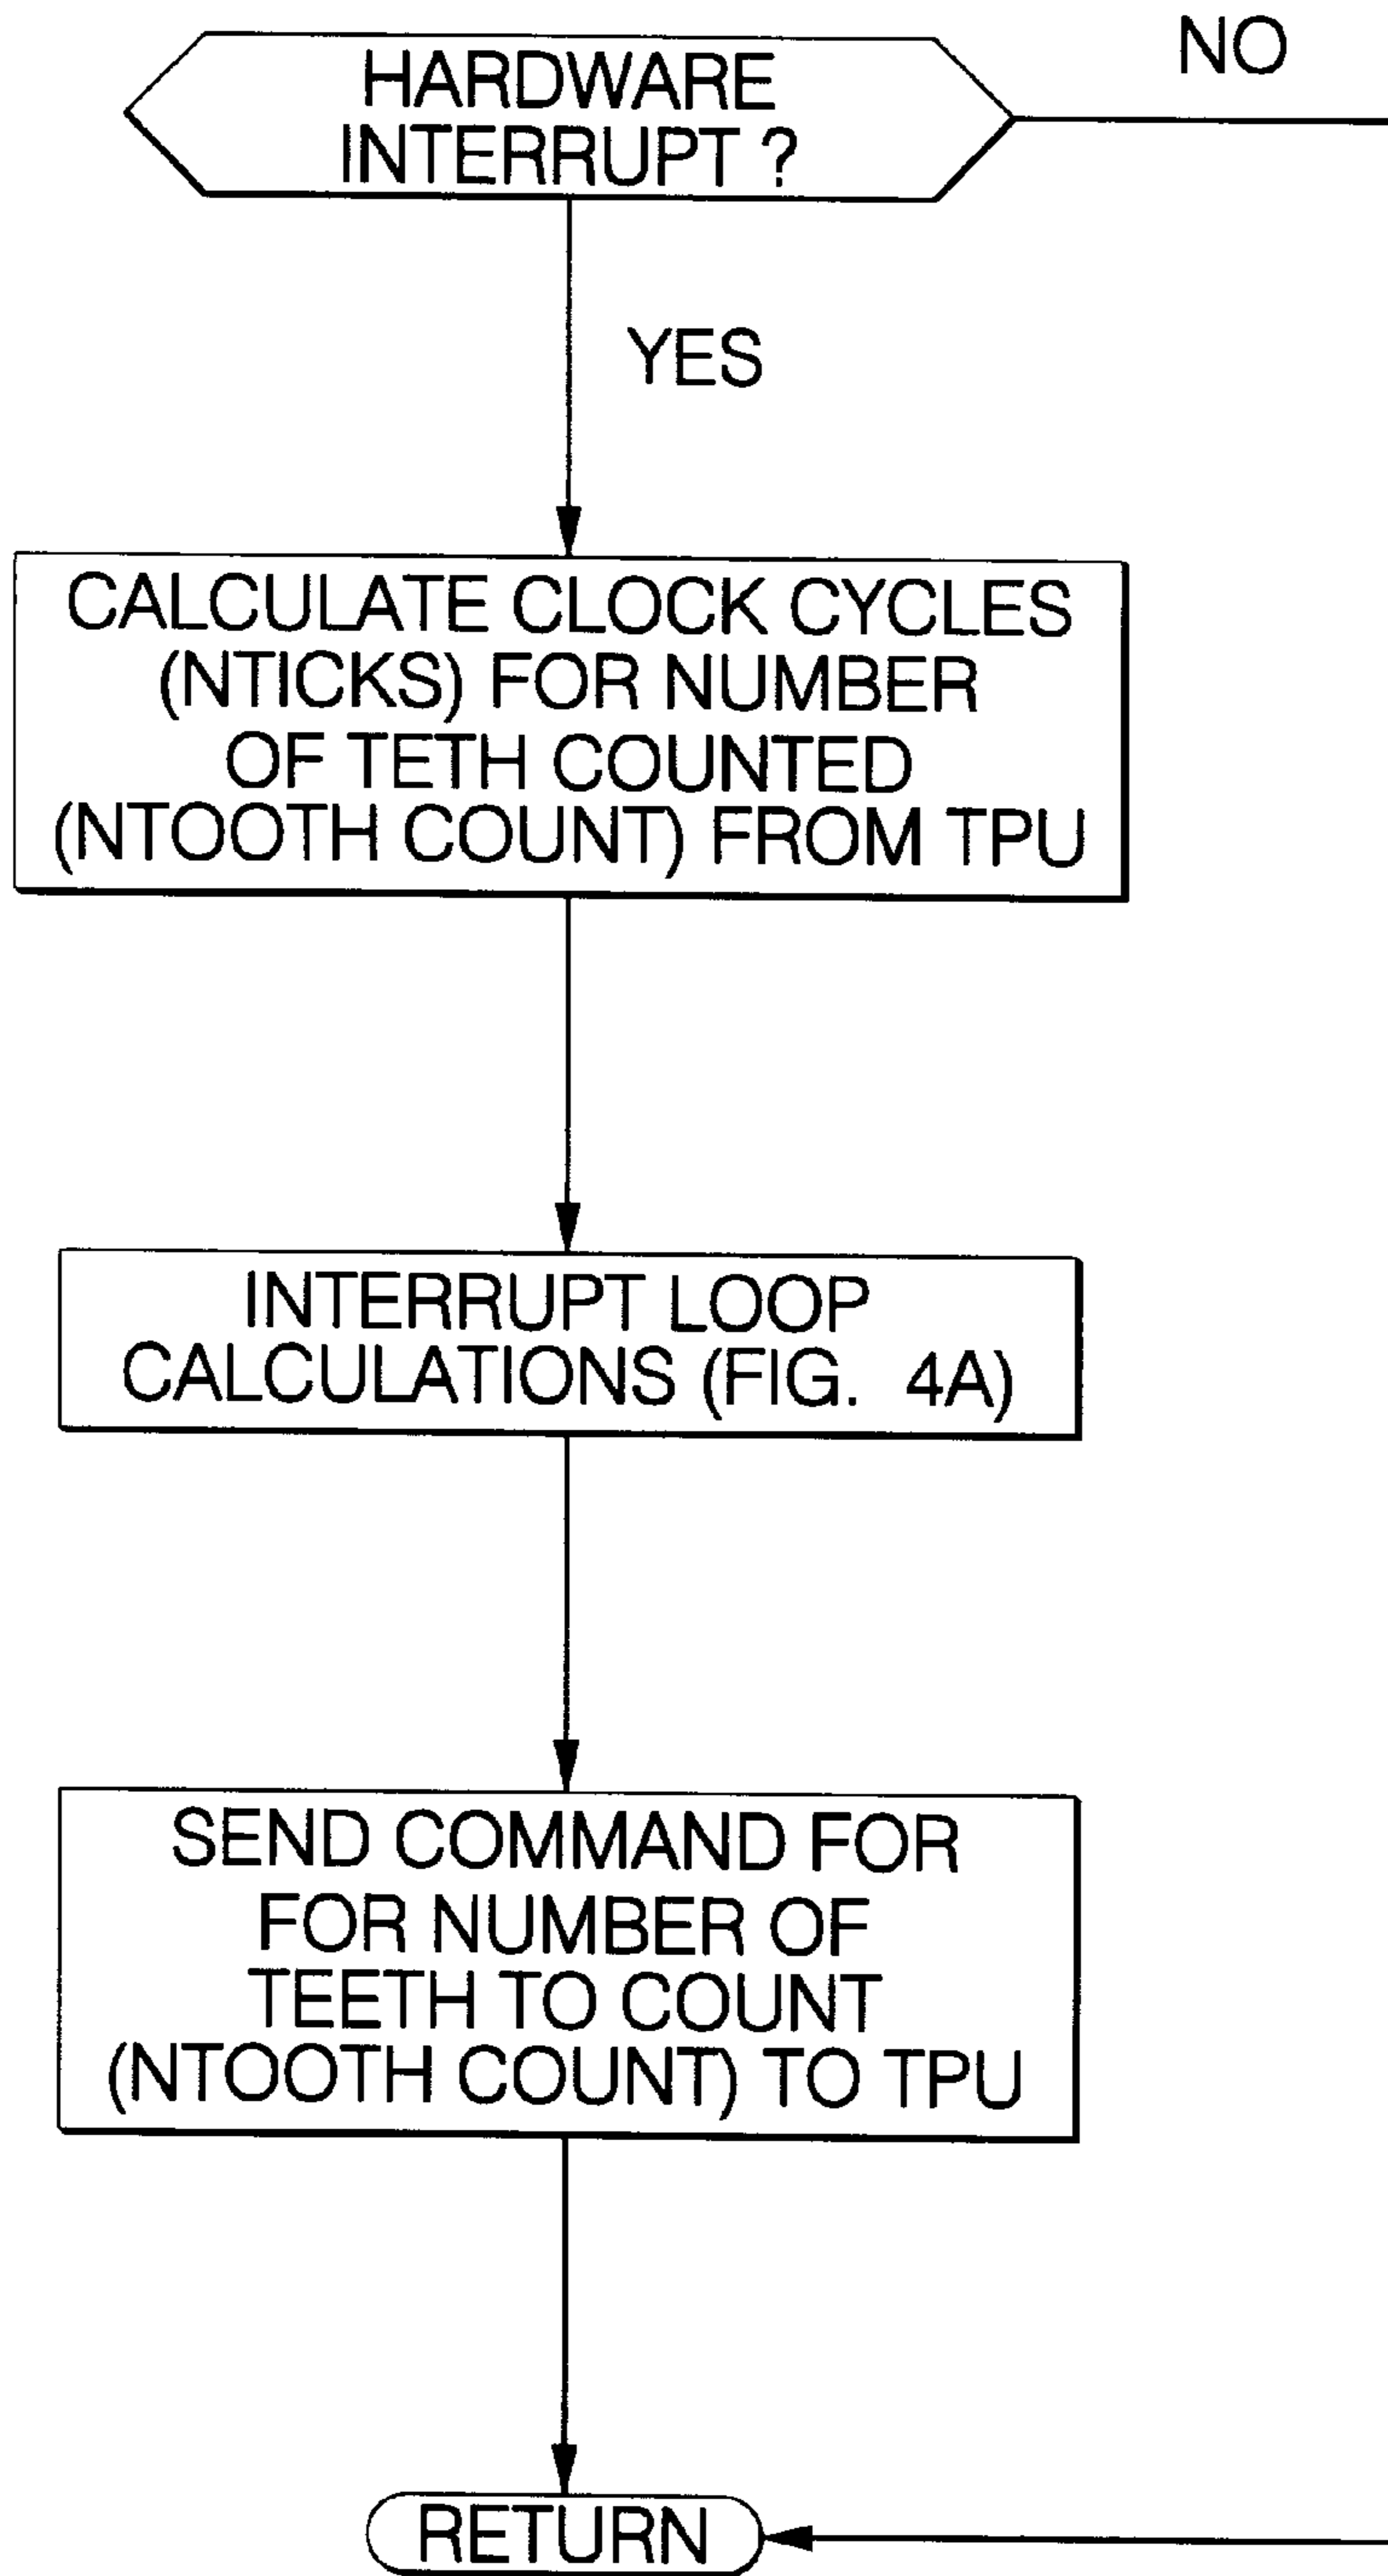 NO
HARDWARE
INTERRUPT ?
YES
CALCULATE CLOCK CYCLES
(NTICKS) FOR NUMBER
OF TETH COUNTED
(NTOOTH COUNT) FROM TPU
INTERRUPT LOOP
CALCULATIONS (FIG. 4A)
SEND COMMAND FOR
FOR NUMBER OF
TEETH TO COUNT
(NTOOTH COUNT) TO TPU
RETURN